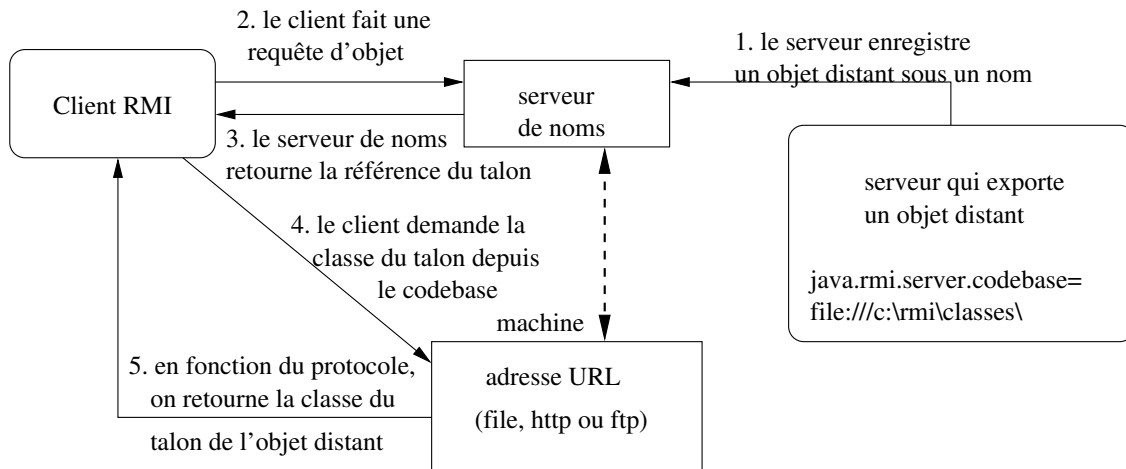 2. le client fait une
requête d'objet
1. le serveur enregistre
un objet distant sous un nom
Client RMI
serveur
de noms
3. le serveur de noms
retourne la référence du talon
serveur qui exporte
un objet distant
java.rmi.server.codebase=
file:///c:\rmi\classes\
4. le client demande la
classe du talon depuis
le codebase
machine
5. en fonction du protocole,
on retourne la classe du
talon de l'objet distant
adresse URL
(file, http ou ftp)